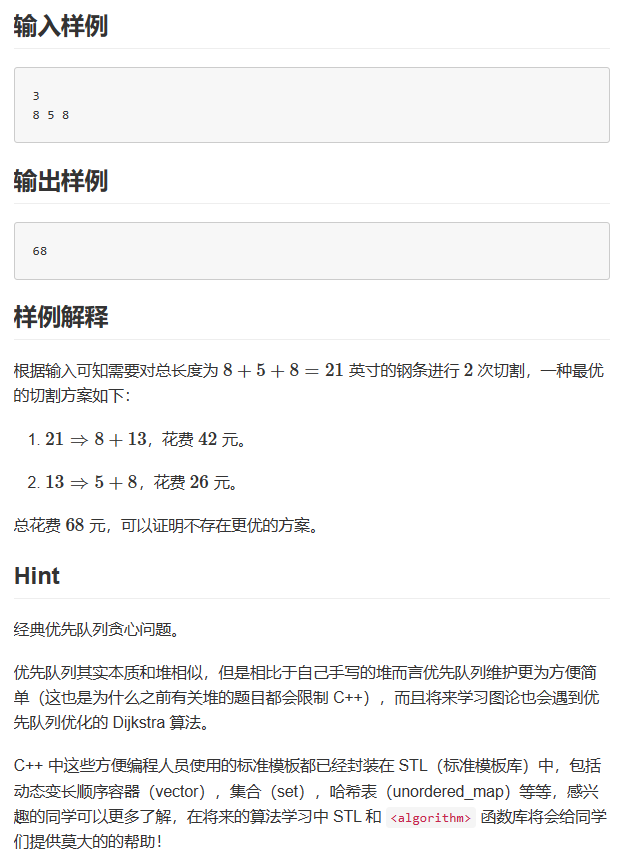 输入样例
3
8 5 8
输出样例
68
样例解释
根据输入可知需要对总长度为 8 + 5 + 8 = 21 英寸的钢条进行 2 次切割，一种最优
的切割方案如下：
1. 21 ⇒ 8 + 13，花费 42 元。
2. 13 ⇒ 5 + 8，花费 26 元。
总花费 68 元，可以证明不存在更优的方案。
Hint
经典优先队列贪心问题。
优先队列其实本质和堆相似，但是相比于自己手写的堆而言优先队列维护更为方便简
单（这也是为什么之前有关堆的题目都会限制 C++），而且将来学习图论也会遇到优
先队列优化的 Dijkstra 算法。
C++ 中这些方便编程人员使用的标准模板都已经封装在 STL（标准模板库）中，包括
动态变长顺序容器（vector），集合（set），哈希表（unordered_map）等等，感兴
趣的同学可以更多了解，在将来的算法学习中 STL 和 <algorithm> 函数库将会给同学
们提供莫大的的帮助！